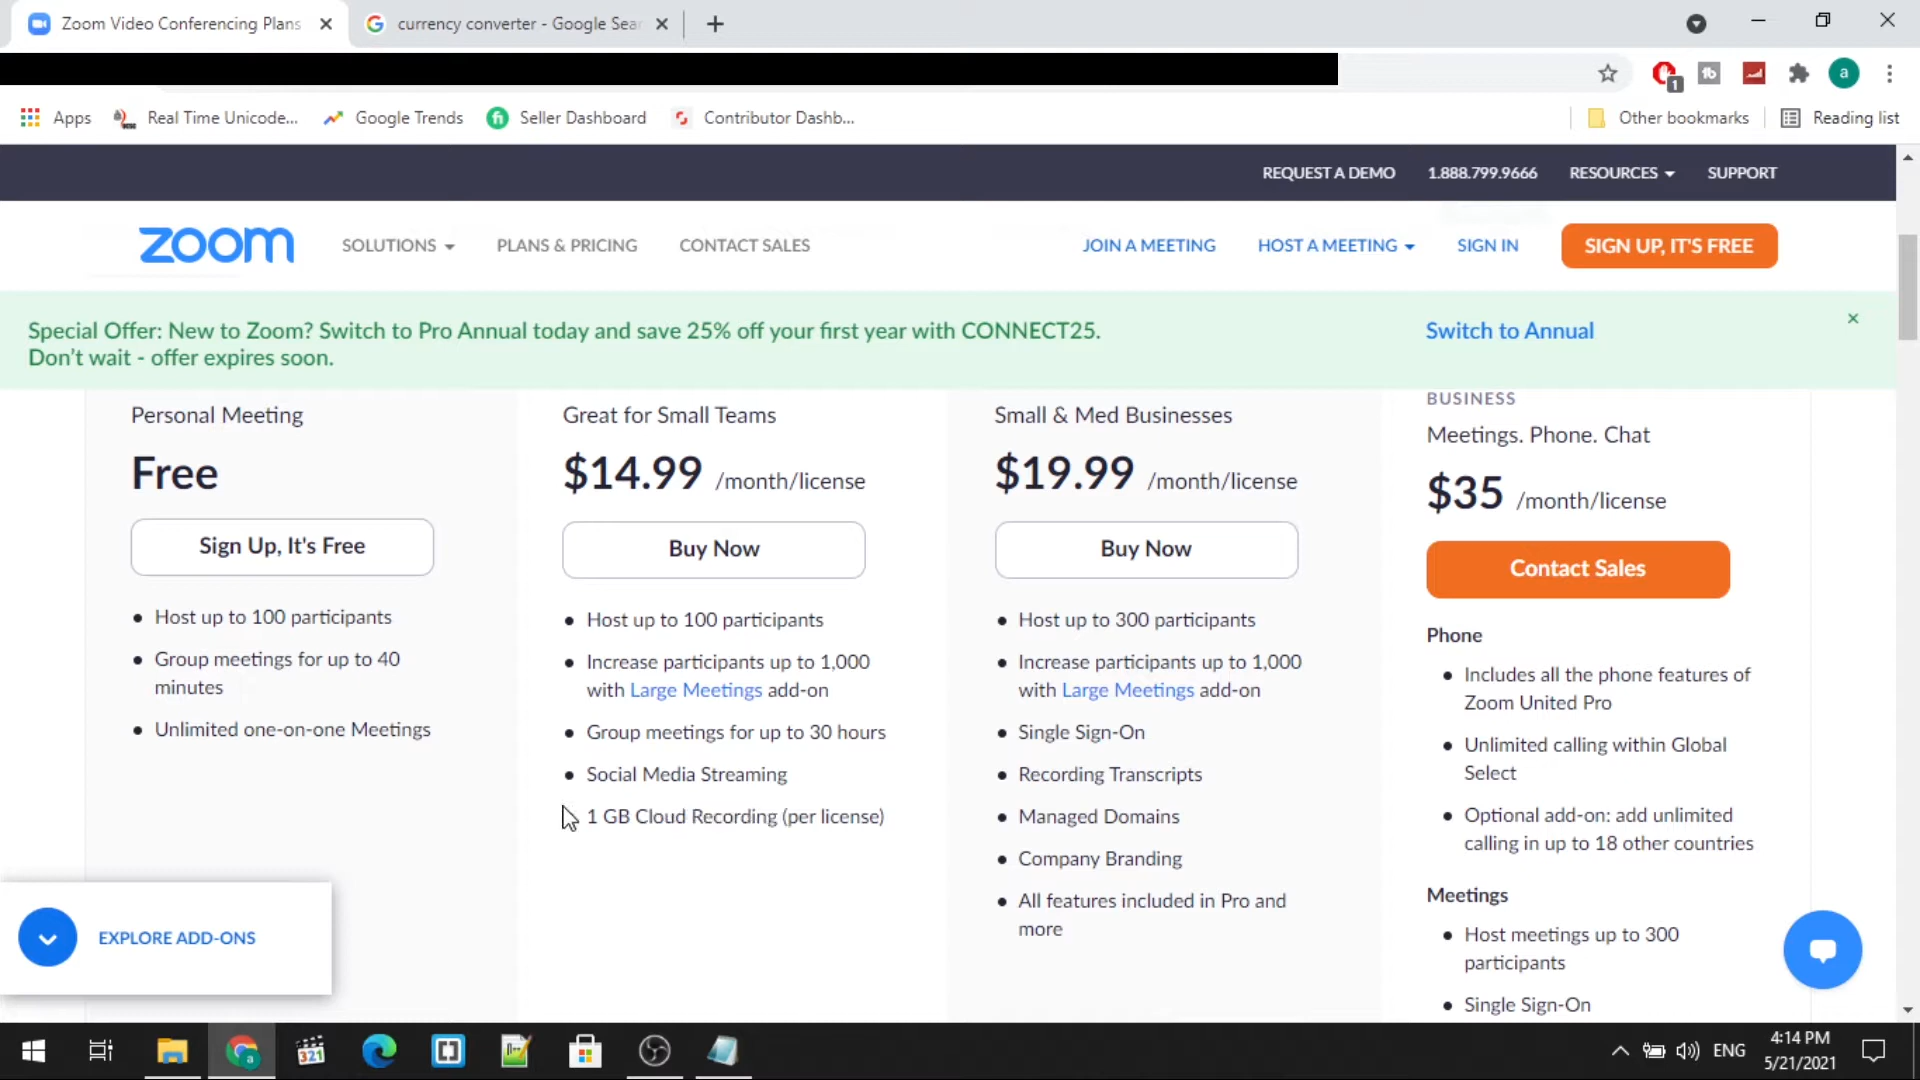 Zoom Video Conferencing Plans
currency converter - Google Sear
1
a
Apps
Real Time Unicode...
Google Trends
fi
Seller Dashboard
Contributor Dashb...
Other bookmarks
Reading list
REQUEST A DEMO
1.888.799.9666
RESOURCES
SUPPORT
zoom
SOLUTIONS
PLANS & PRICING
CONTACT SALES
JOIN A MEETING
HOST A MEETING
SIGN IN
SIGN UP, IT'S FREE
Special Offer: New to Zoom? Switch to Pro Annual today and save 25% off your first year with CONNECT25.
Don't wait - offer expires soon.
Switch to Annual
Personal Meeting
Free
Sign Up, It's Free
Host up to 100 participants
Group meetings for up to 40
minutes
Unlimited one-on-one Meetings
Great for Small Teams
$14.99 /month/license
Buy Now
Host up to 100 participants
Increase participants up to 1,000
with Large Meetings add-on
Group meetings for up to 30 hours
Social Media Streaming
1 GB Cloud Recording (per license)
Small & Med Businesses
$19.99 /month/license
Buy Now
Host up to 300 participants
Increase participants up to 1,000
with Large Meetings add-on
Single Sign-On
Recording Transcripts
Managed Domains
Company Branding
All features included in Pro and
more
BUSINESS
Meetings. Phone. Chat
$35 /month/license
Contact Sales
Phone
Includes all the phone features of
Zoom United Pro
Unlimited calling within Global
Select
Optional add-on: add unlimited
calling in up to 18 other countries
Meetings
Host meetings up to 300
participants
Single Sign-On
EXPLORE ADD-ONS
a
321
ENG
4:14 PM
5/21/2021